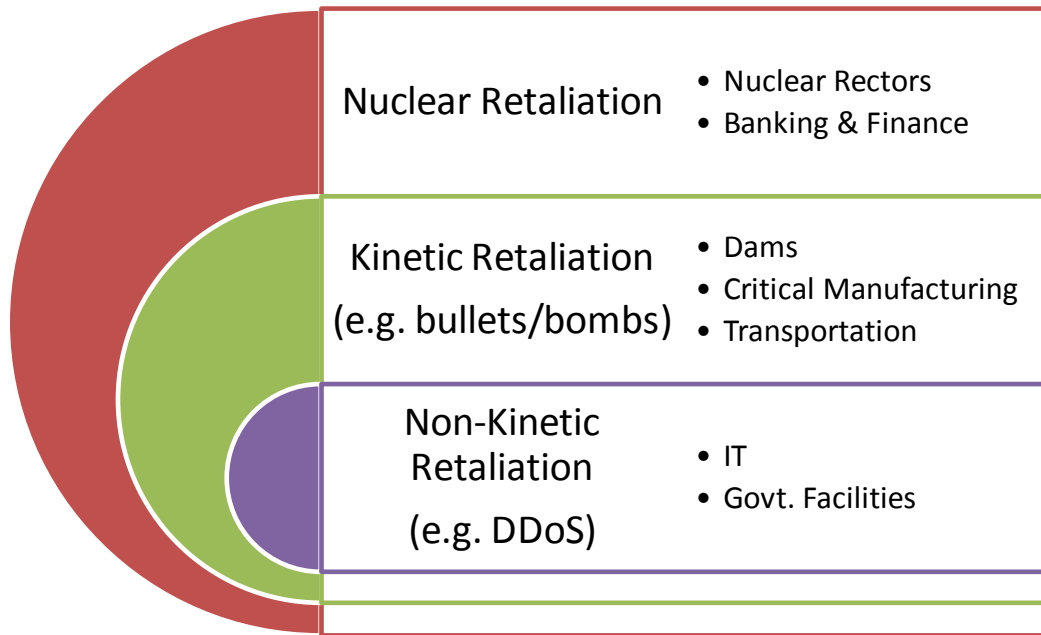 Nuclear Retaliation
• Nuclear Rectors
• Banking & Finance
Kinetic Retaliation
(e.g. bullets/bombs)
• Dams
• Critical Manufacturing
• Transportation
Non-Kinetic
Retaliation
(e.g. DDoS)
• IT
• Govt. Facilities